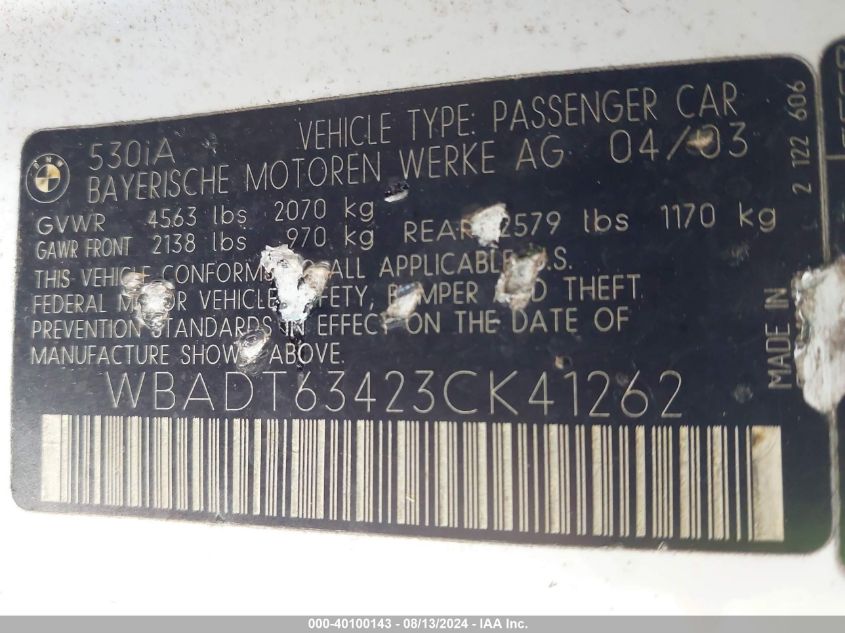 530iA VEHICLE TYPE: PASSENGER CAR
BMW
BAYERISCHE MOTOREN WERKE AG 04/03
GVWR 4563 lbs 2070 kg
GAWR FRONT 2138 lbs 970 kg REAR 2579 lbs 1170 kg
THIS VEHICLE CONFORMS TO ALL APPLICABLE U.S.
FEDERAL MOTOR VEHICLE SAFETY, BUMPER AND THEFT
PREVENTION STANDARDS IN EFFECT ON THE DATE OF
MANUFACTURE SHOWN ABOVE.
WBADT63423CK41262
MADE IN
2 122 606
000-40100143 - 08/13/2024 - IAA Inc.